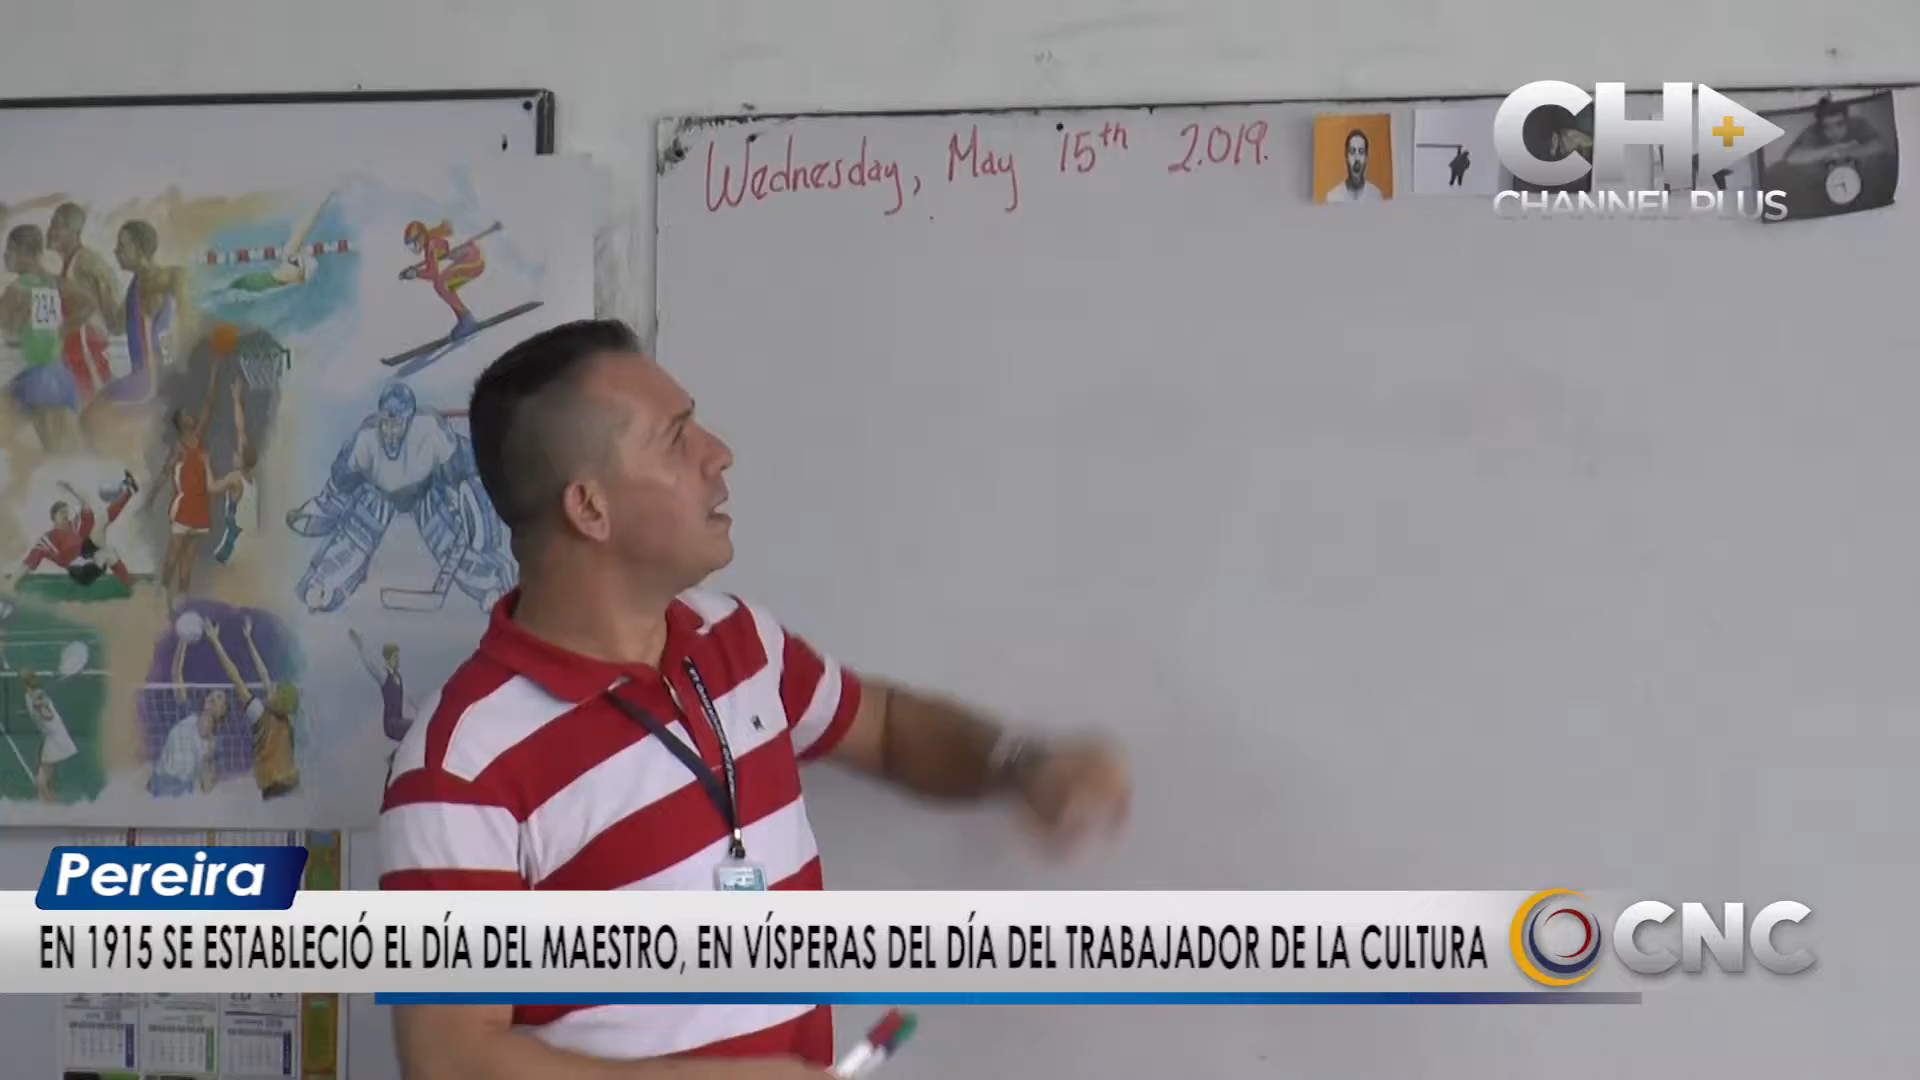 Wednesday, May 15th 2.019.
CH+
CHANNEL PLUS
234
Pereira
EN 1915 SE ESTABLECIÓ EL DÍA DEL MAESTRO, EN VÍSPERAS DEL DÍA DEL TRABAJADOR DE LA CULTURA
CNC